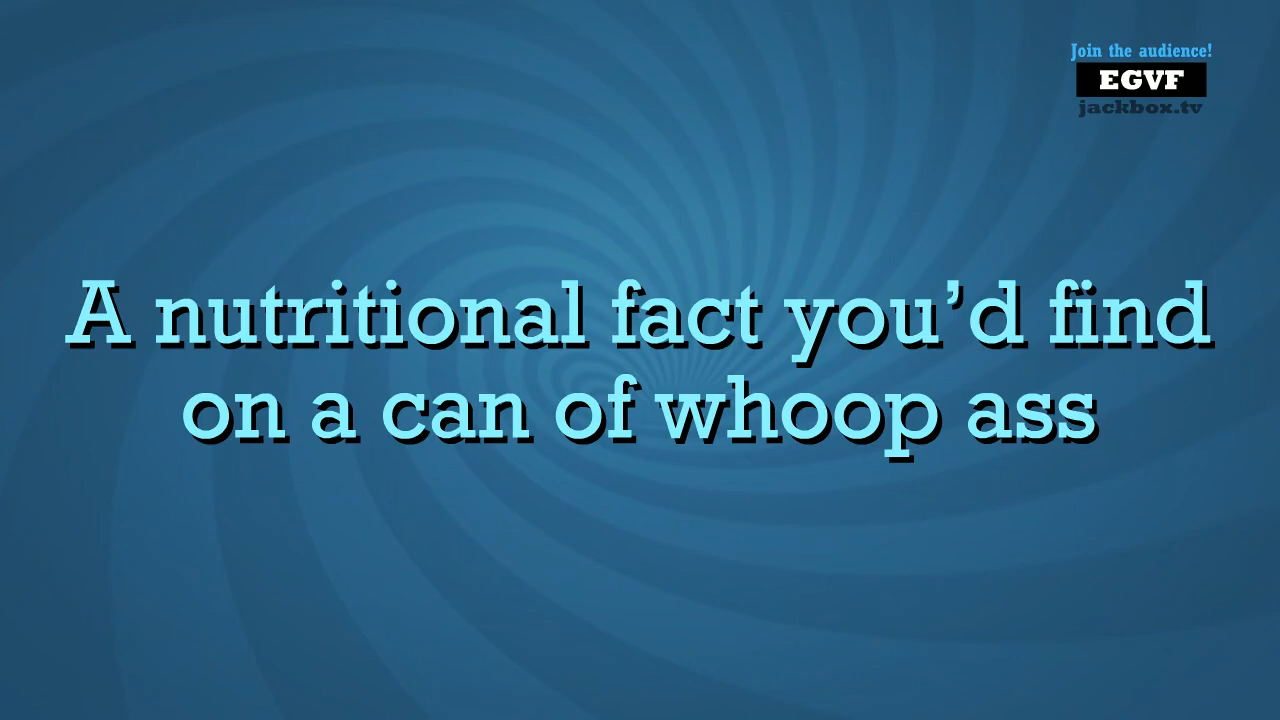 Join the audience!
EGVF
jackbox.tv
A nutritional fact you’d find
on a can of whoop ass